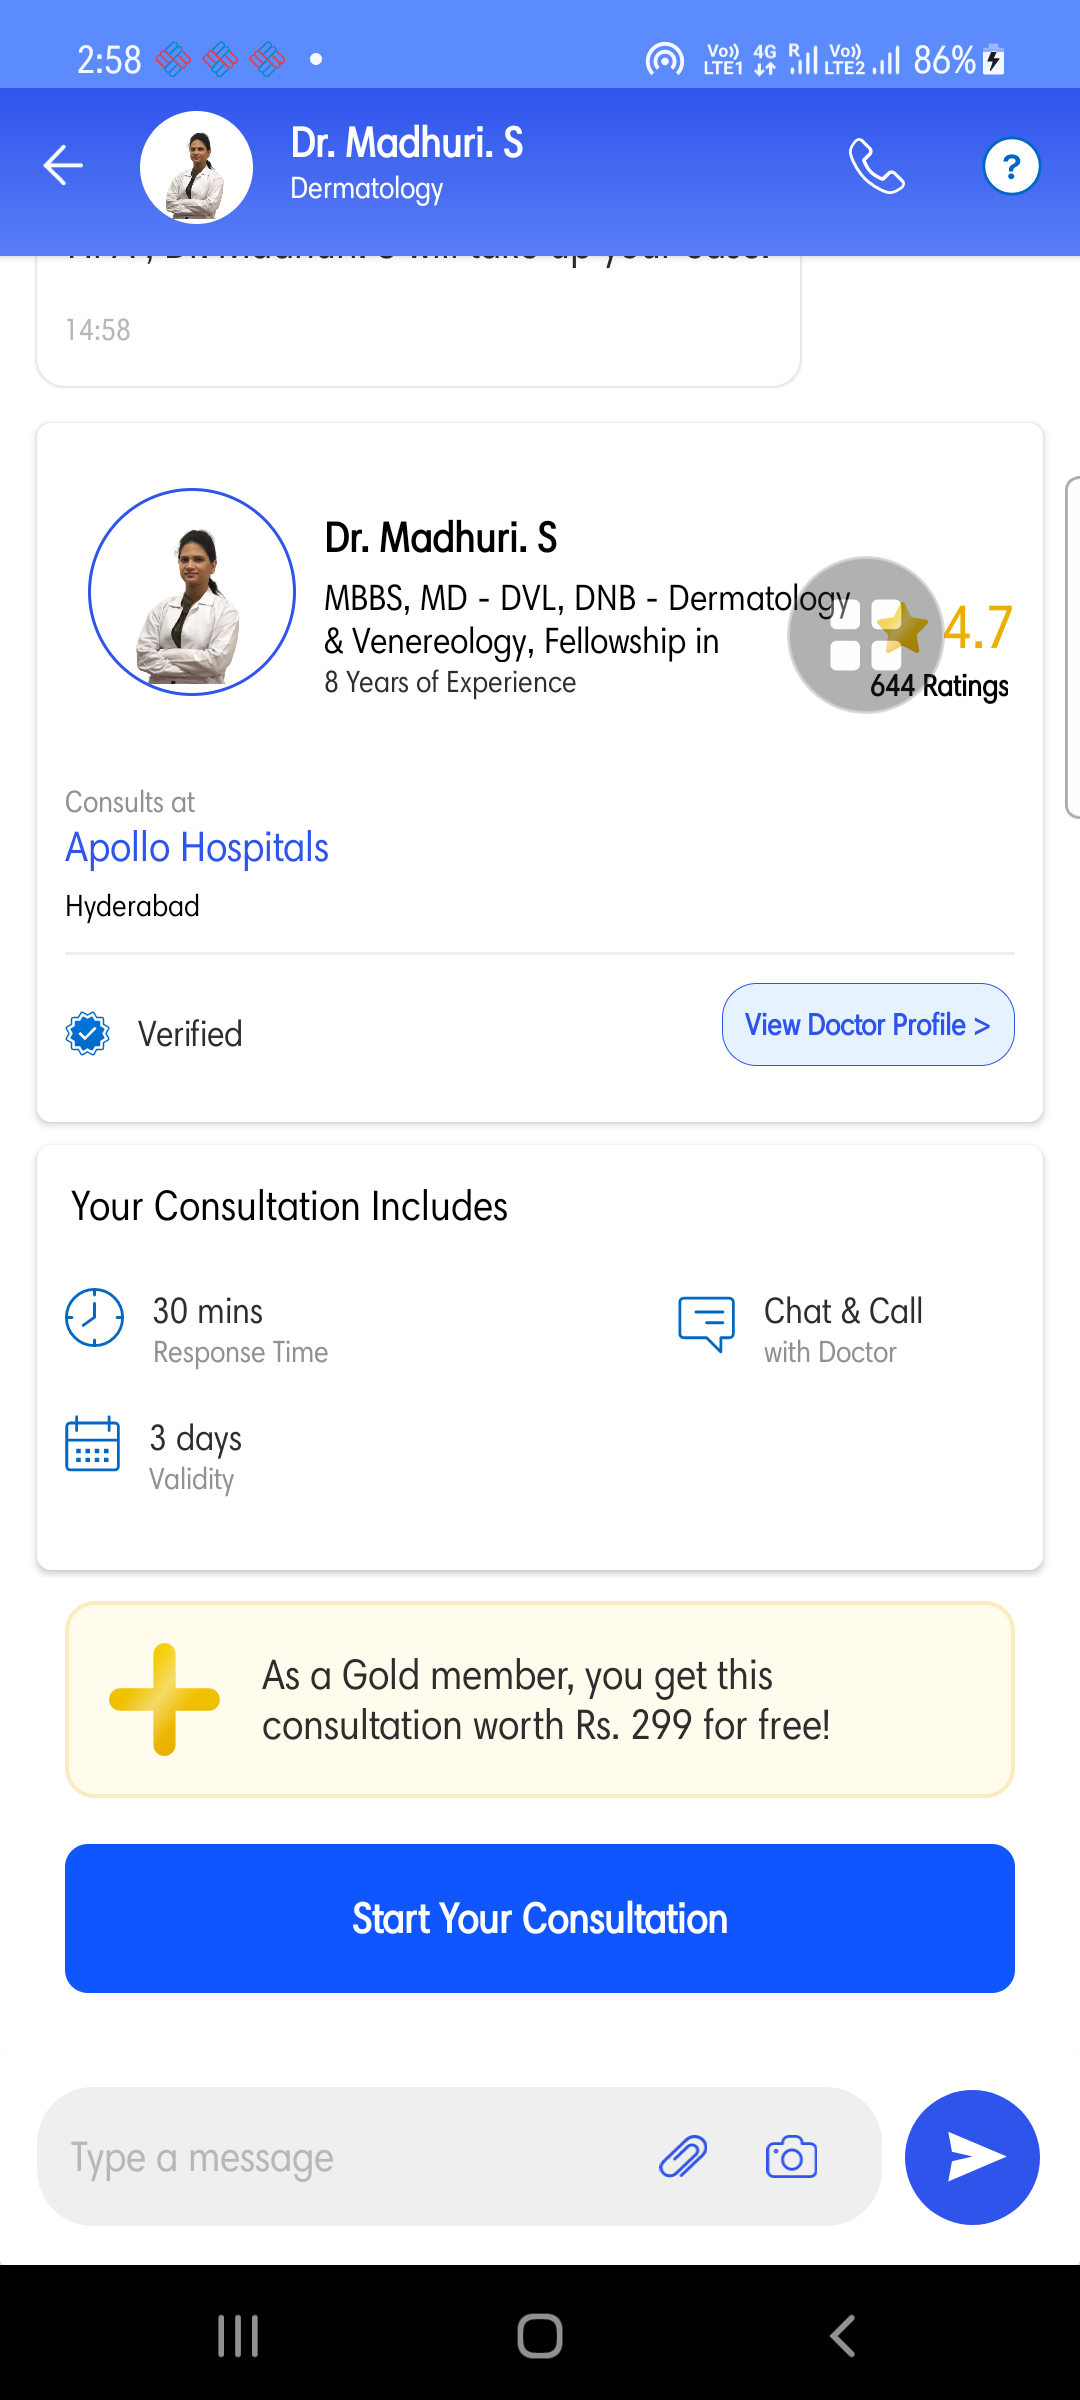 2:58
Vo)) LTE1 4G R Vo)) LTE2 86%
Dr. Madhuri. S
Dermatology
?
Dr. Madhuri. S will take up your case.
14:58
Dr. Madhuri. S
MBBS, MD - DVL, DNB - Dermatology
& Venereology, Fellowship in
8 Years of Experience
4.7
644 Ratings
Consults at
Apollo Hospitals
Hyderabad
Verified
View Doctor Profile >
Your Consultation Includes
30 mins
Response Time
Chat & Call
with Doctor
3 days
Validity
As a Gold member, you get this
consultation worth Rs. 299 for free!
Start Your Consultation
Type a message